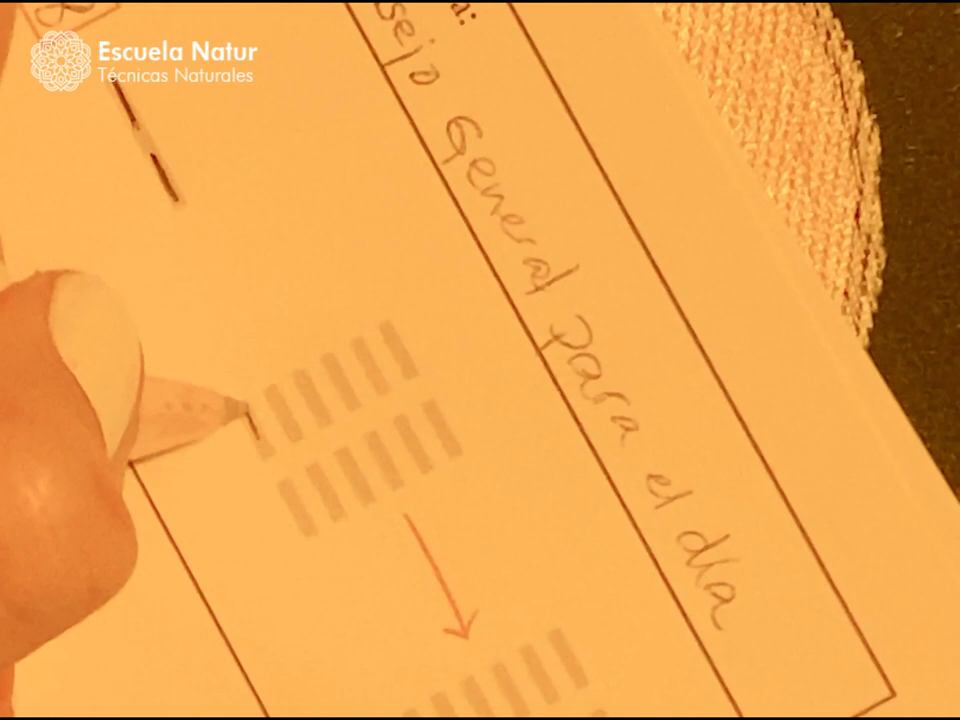 Escuela Natur
Técnicas Naturales
a:
sejo General para el día